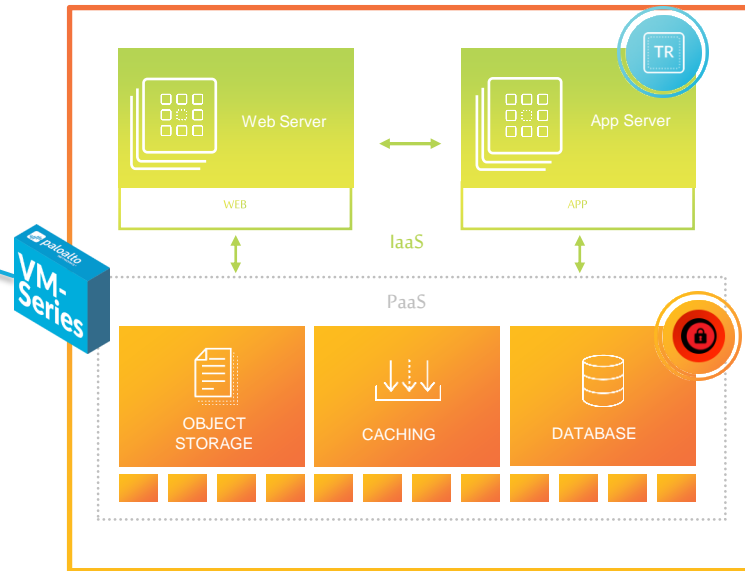 TR
Web Server
App Server
WEB
APP
IaaS
paloalto
VM-
Series
PaaS
OBJECT
STORAGE
CACHING
DATABASE